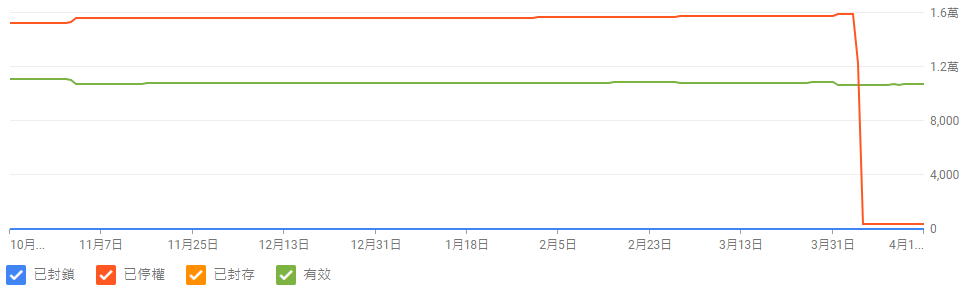 1.6萬
1.2萬
8,000
4,000
0
10月... 11月7日 11月25日 12月13日 12月31日 1月18日 2月5日 2月23日 3月13日 3月31日 4月1...
已封鎖 已停權 已封存 有效